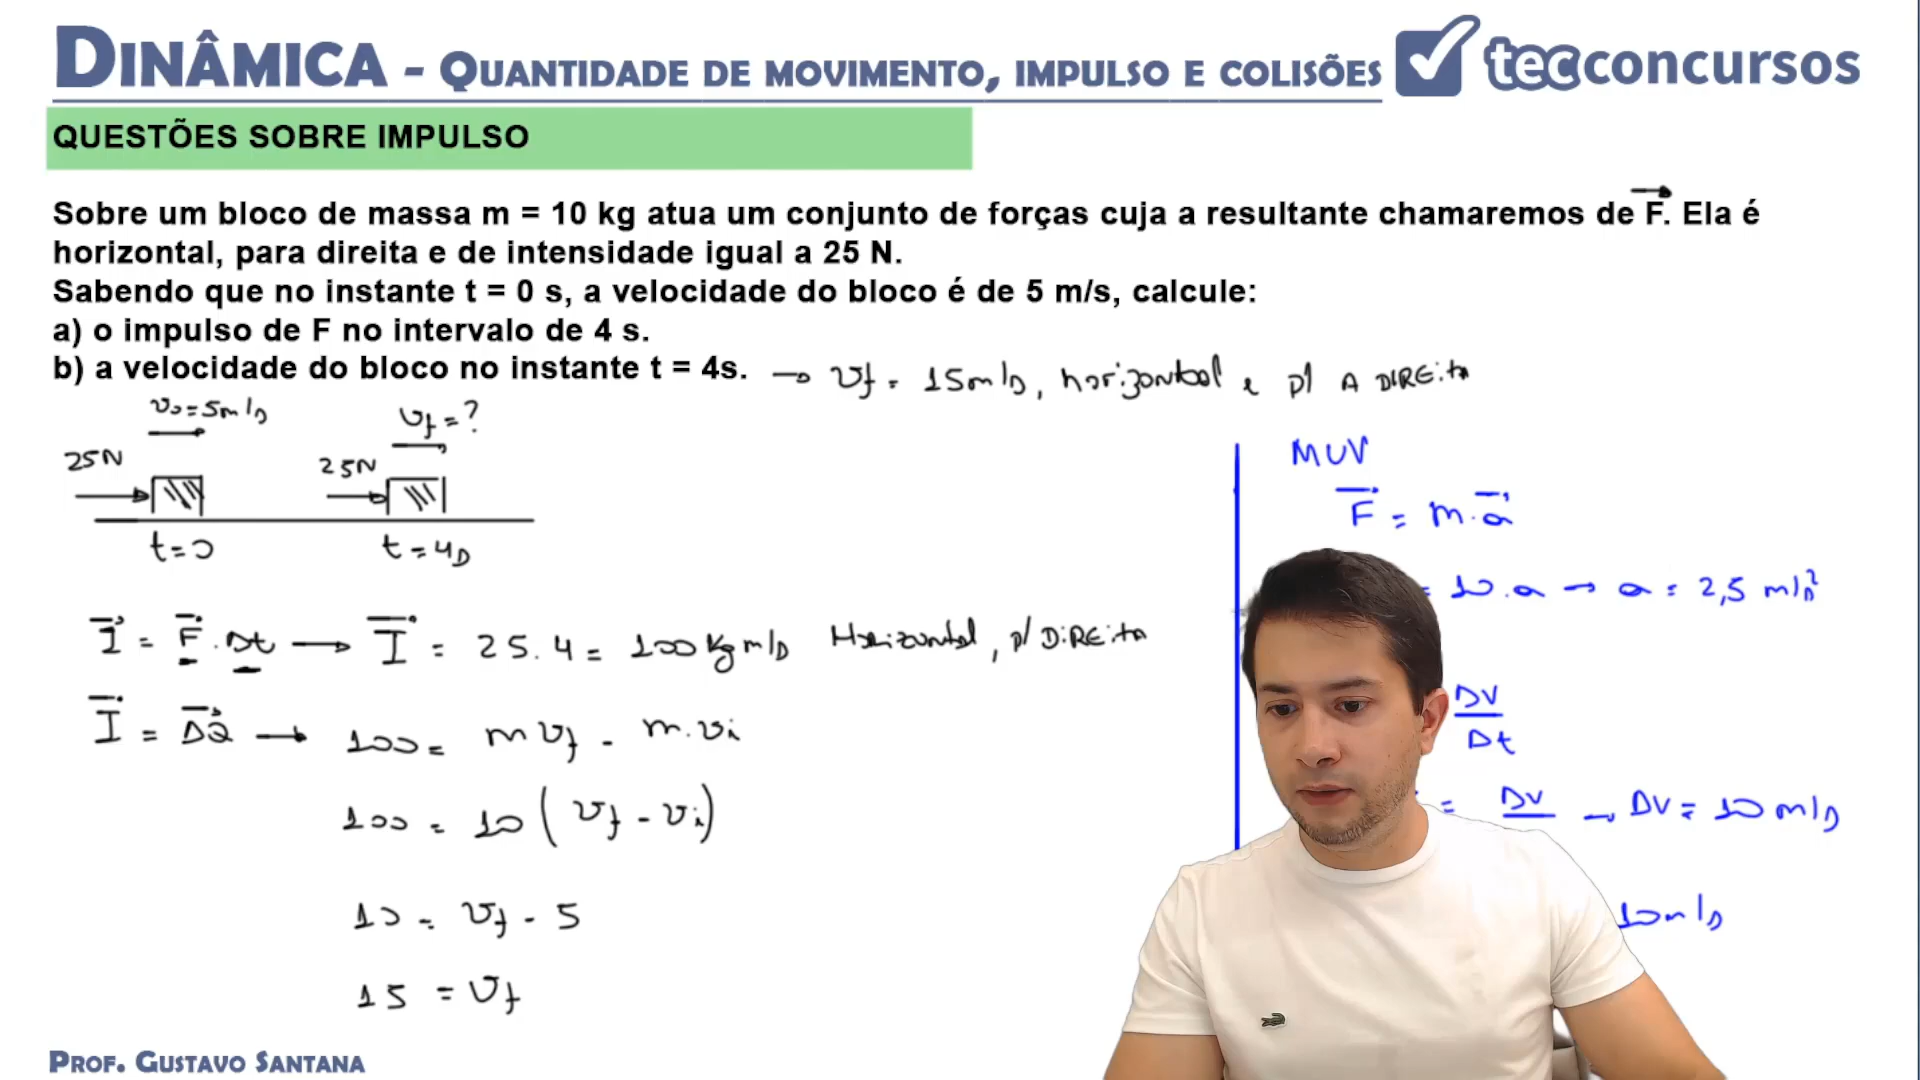 DINÂMICA - QUANTIDADE DE MOVIMENTO, IMPULSO E COLISÕES
tecconcursos
QUESTÕES SOBRE IMPULSO
Sobre um bloco de massa m = 10 kg atua um conjunto de forças cuja a resultante chamaremos de F. Ela é
horizontal, para direita e de intensidade igual a 25 N.
Sabendo que no instante t = 0 s, a velocidade do bloco é de 5 m/s, calcule:
a) o impulso de F no intervalo de 4 s.
b) a velocidade do bloco no instante t = 4s. → vf = 15 m/s, horizontal e p/ A DIREITA
v0 = 5 m/s
vf = ?
25N
25N
t = 0
t = 4s
I = F . Δt → I = 25 . 4 = 100 kg m/s Horizontal, p/ DIREITA
I = ΔQ → 100 = m vf - m . vi
100 = 10 ( vf - vi )
10 = vf - 5
15 = vf
MUV
F = m . a
= 10 . a → a = 2,5 m/s²
ΔV
Δt
= ΔV → ΔV = 10 m/s
10 m/s
PROF. GUSTAVO SANTANA